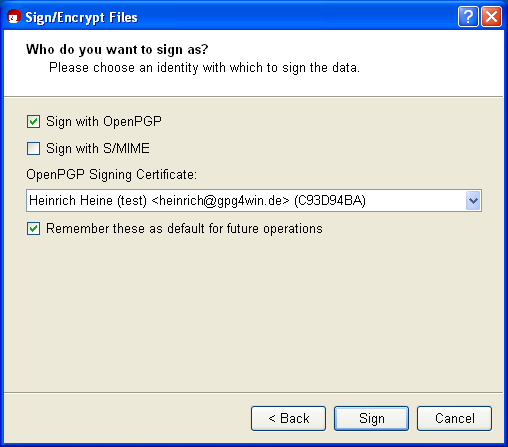 Sign/Encrypt Files
Who do you want to sign as?
Please choose an identity with which to sign the data.
Sign with OpenPGP
Sign with S/MIME
OpenPGP Signing Certificate:
Heinrich Heine (test) <heinrich@gpg4win.de> (C93D94BA)
Remember these as default for future operations
< Back
Sign
Cancel